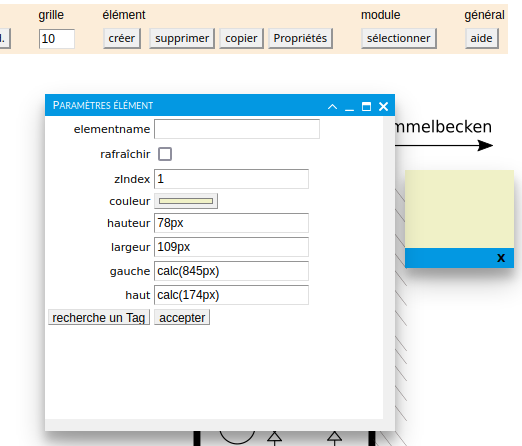 grille élément module général
10 créer supprimer copier Propriétés sélectionner aide
PARAMÈTRES ÉLÉMENT
elementname
rafraîchir
zIndex 1
couleur
hauteur 78px
largeur 109px
gauche calc(845px)
haut calc(174px)
recherche un Tag accepter
mmelbecken
x